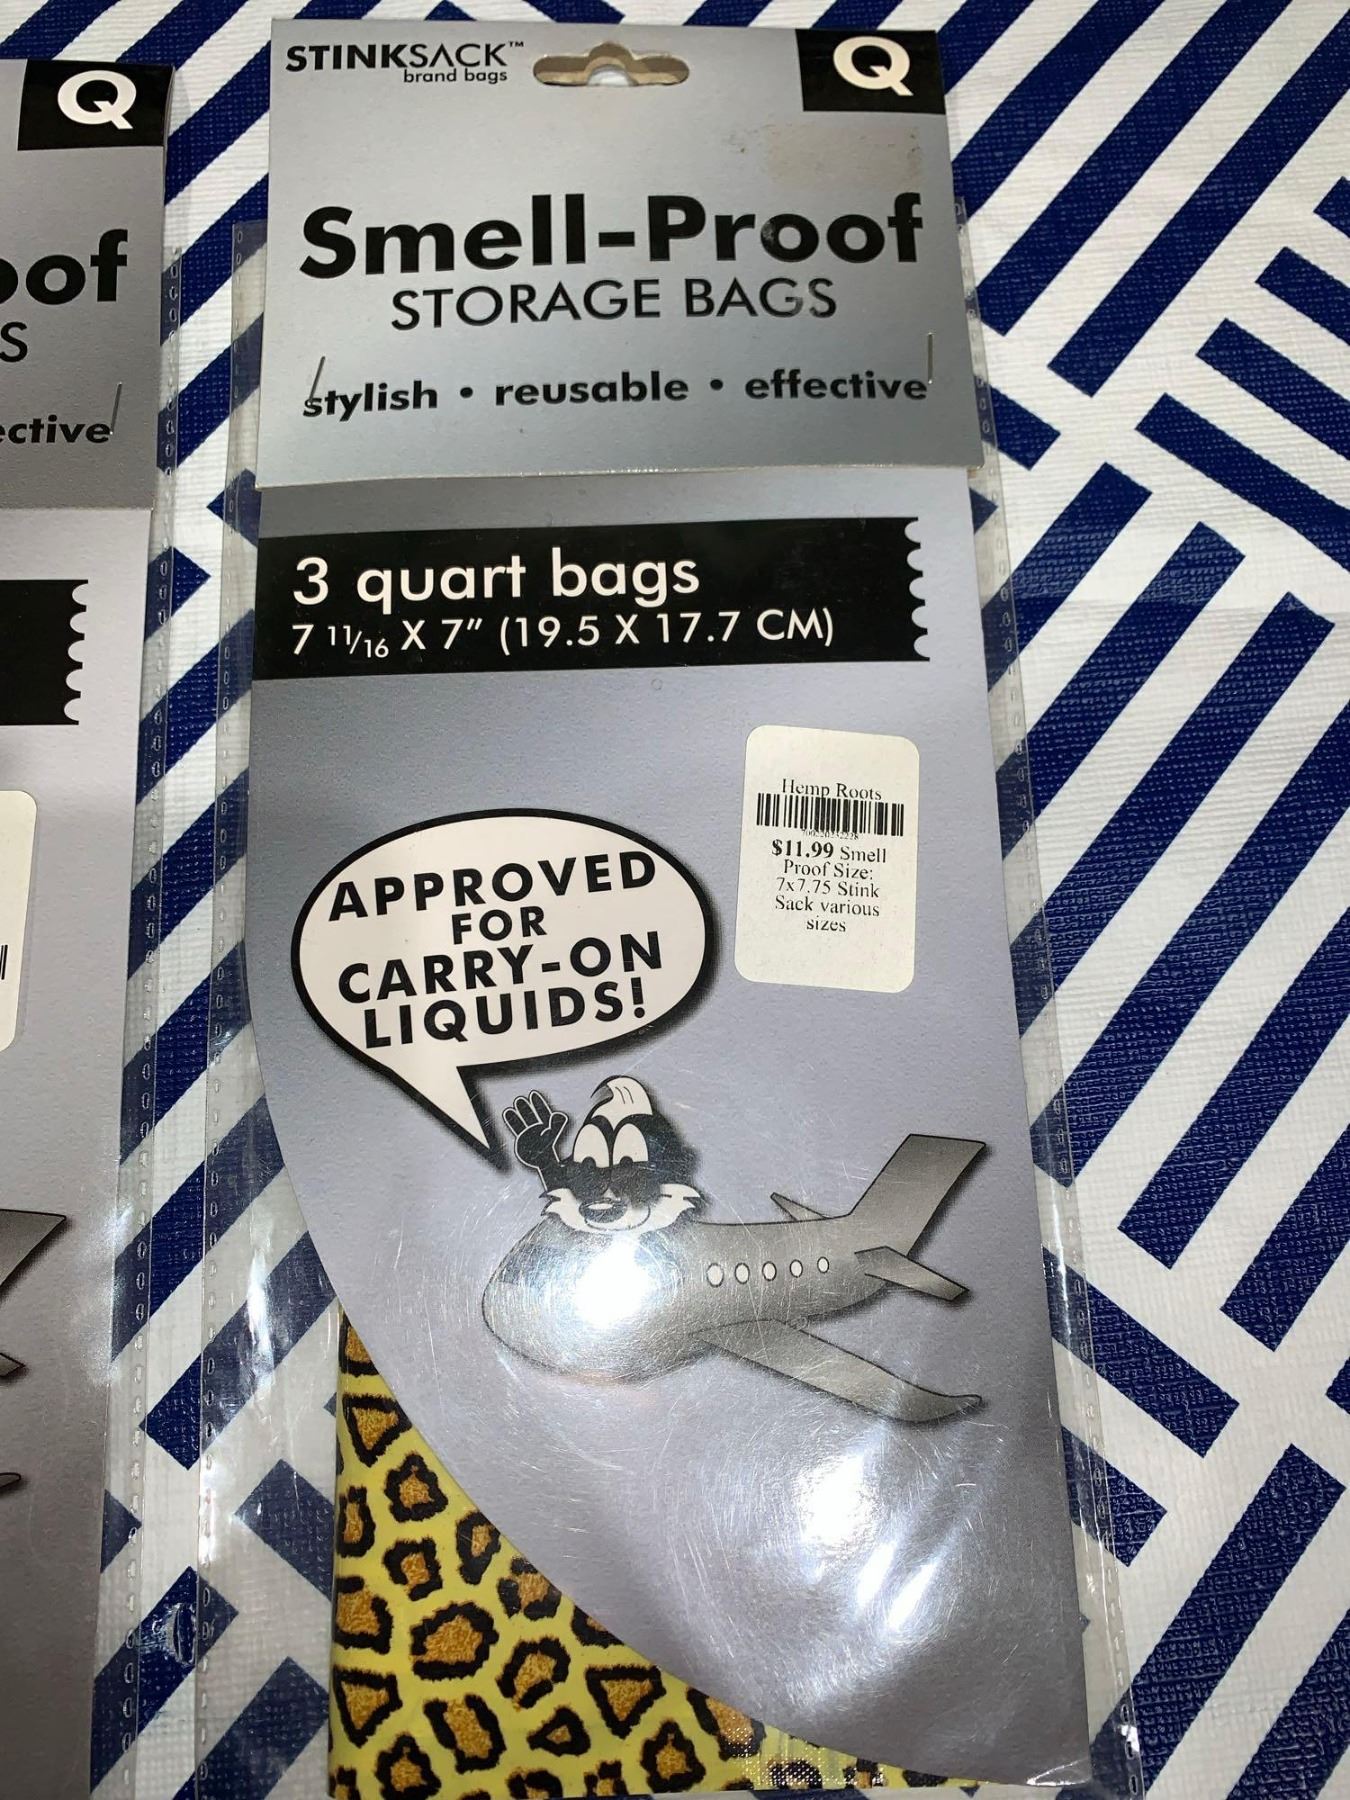 Q
oof
S
ective
STINKSACK™
brand bags
Q
Smell-Proof
STORAGE BAGS
stylish • reusable • effective
3 quart bags
7 11/16 X 7" (19.5 X 17.7 CM)
APPROVED
FOR
CARRY-ON
LIQUIDS!
Hemp Roots
$11.99 Smell
Proof Size:
7x7.75 Stink
Sack various
sizes